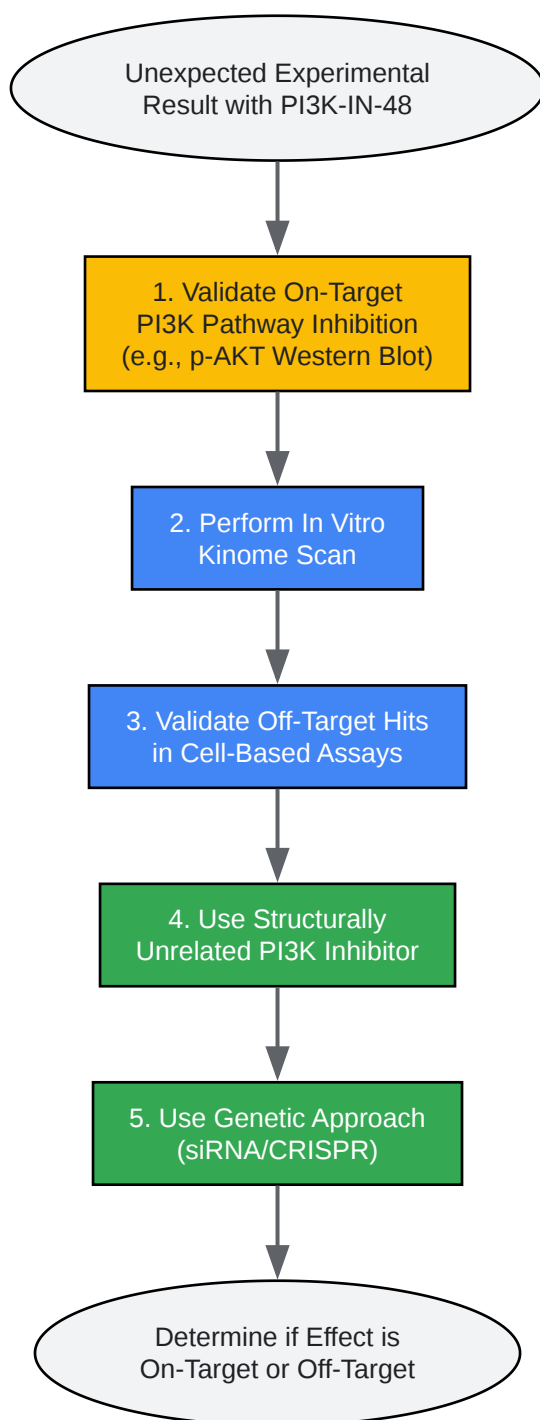 Unexpected Experimental
Result with PI3K-IN-48
1. Validate On-Target
PI3K Pathway Inhibition
(e.g., p-AKT Western Blot)
2. Perform In Vitro
Kinome Scan
3. Validate Off-Target Hits
in Cell-Based Assays
4. Use Structurally
Unrelated PI3K Inhibitor
5. Use Genetic Approach
(siRNA/CRISPR)
Determine if Effect is
On-Target or Off-Target